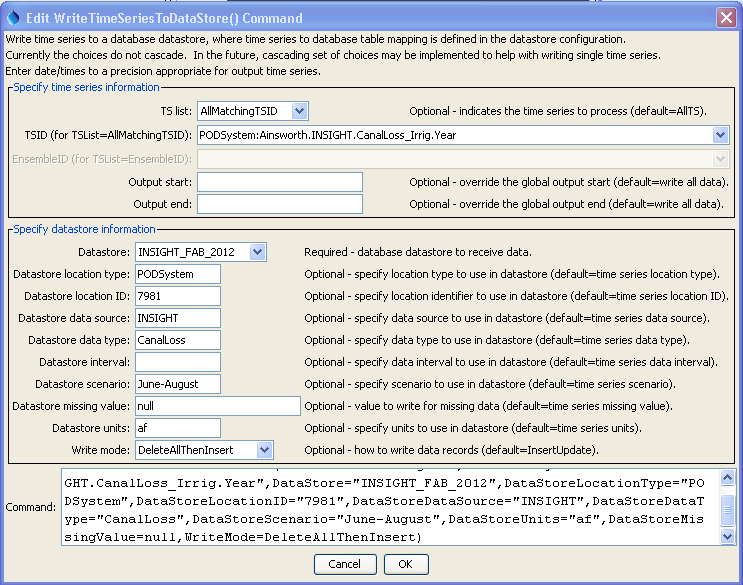 Edit WriteTimeSeriesToDataStore() Command
Write time series to a database datastore, where time series to database table mapping is defined in the datastore configuration.
Currently the choices do not cascade. In the future, cascading set of choices may be implemented to help with writing single time series.
Enter date/times to a precision appropriate for output time series.
Specify time series information
TS list: AllMatchingTSID Optional - indicates the time series to process (default=AllTS).
TSID (for TSList=AllMatchingTSID): PODSystem:Ainsworth.INSIGHT.CanalLoss_Irrig.Year
EnsembleID (for TSList=EnsembleID):
Output start: Optional - override the global output start (default=write all data).
Output end: Optional - override the global output end (default=write all data).
Specify datastore information
Datastore: INSIGHT_FAB_2012 Required - database datastore to receive data.
Datastore location type: PODSystem Optional - specify location type to use in datastore (default=time series location type).
Datastore location ID: 7981 Optional - specify location identifier to use in datastore (default=time series location ID).
Datastore data source: INSIGHT Optional - specify data source to use in datastore (default=time series data source).
Datastore data type: CanalLoss Optional - specify data type to use in datastore (default=time series data type).
Datastore interval: Optional - specify data interval to use in datastore (default=time series data interval).
Datastore scenario: June-August Optional - specify scenario to use in datastore (default=time series scenario).
Datastore missing value: null Optional - value to write for missing data (default=time series missing value).
Datastore units: af Optional - specify units to use in datastore (default=time series units).
Write mode: DeleteAllThenInsert Optional - how to write data records (default=InsertUpdate).
Command: GHT.CanalLoss_Irrig.Year",DataStore="INSIGHT_FAB_2012",DataStoreLocationType="PO
DSystem",DataStoreLocationID="7981",DataStoreDataSource="INSIGHT",DataStoreDataT
ype="CanalLoss",DataStoreScenario="June-August",DataStoreUnits="af",DataStoreMis
singValue=null,WriteMode=DeleteAllThenInsert)
Cancel OK